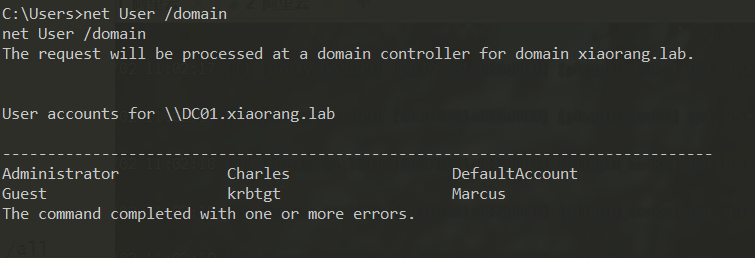 C:\Users>net User /domain
net User /domain
The request will be processed at a domain controller for domain xiaorang.lab.
User accounts for \\DC01.xiaorang.lab
-------------------------------------------------------------------------------
Administrator            Charles                  DefaultAccount
Guest                    krbtgt                   Marcus
The command completed with one or more errors.
/all